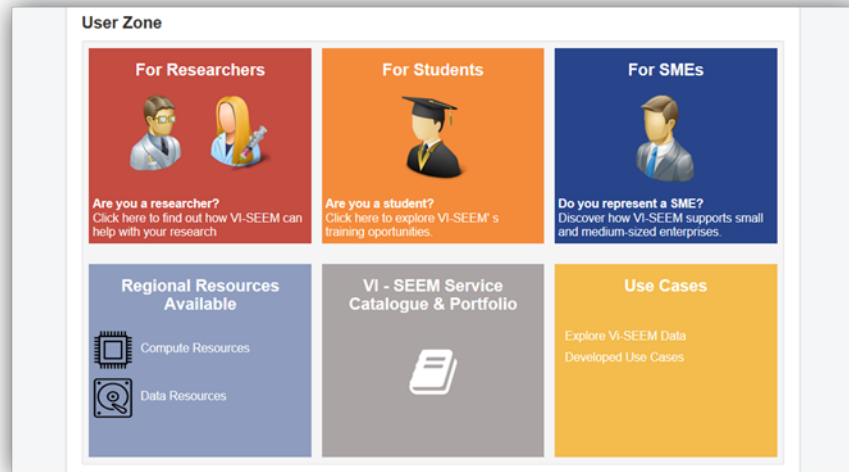 User Zone
For Researchers
Are you a researcher?
Click here to find out how VI-SEEM can
help with your research
For Students
Are you a student?
Click here to explore VI-SEEM' s
training oportunities.
For SMEs
Do you represent a SME?
Discover how VI-SEEM supports small
and medium-sized enterprises.
Regional Resources
Available
Compute Resources
Data Resources
VI - SEEM Service
Catalogue & Portfolio
Use Cases
Explore Vi-SEEM Data
Developed Use Cases